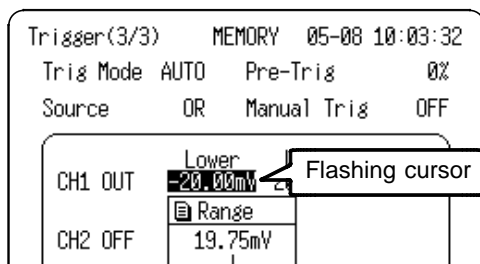 Trigger(3/3) MEMORY 05-08 10:03:32
Trig Mode AUTO Pre-Trig 0%
Source OR Manual Trig OFF
Lower
CH1 OUT -20.00mV
Flashing cursor
Range
CH2 OFF 19.75mV